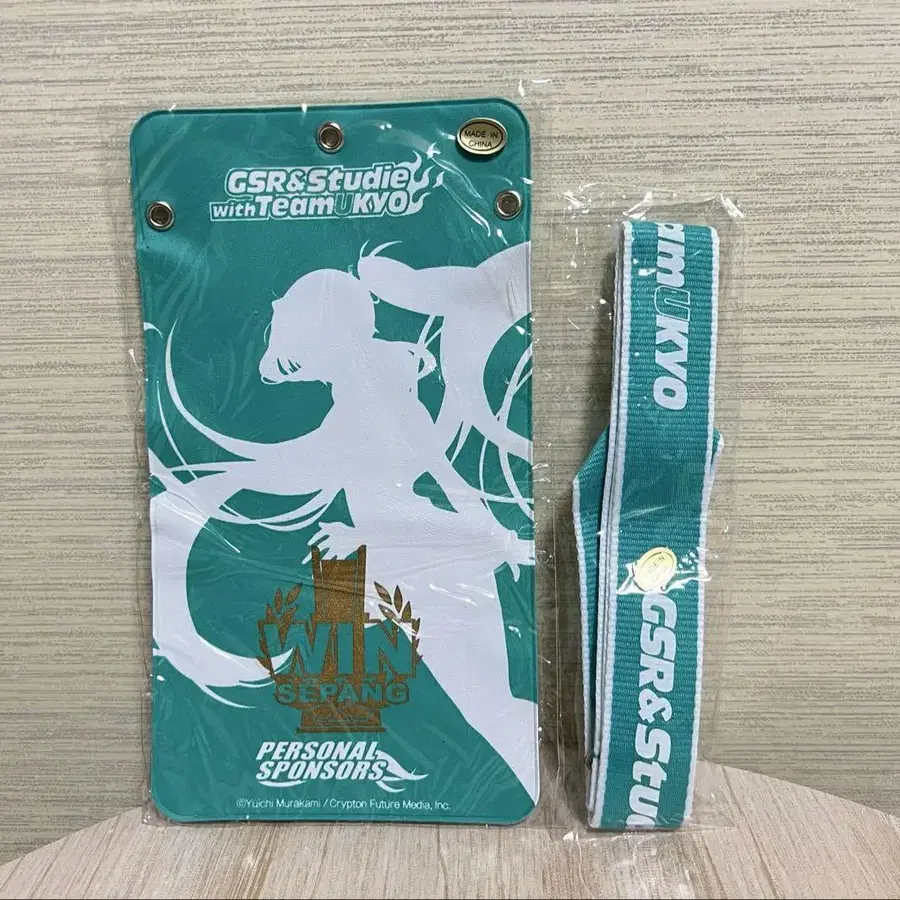 MADE IN
CHINA
GSR&Studie
with TeamUKYO
WIN
SEPANG
PERSONAL
SPONSORS
©Yuichi Murakami / Crypton Future Media, Inc.
amUKYO
GSR&Stud